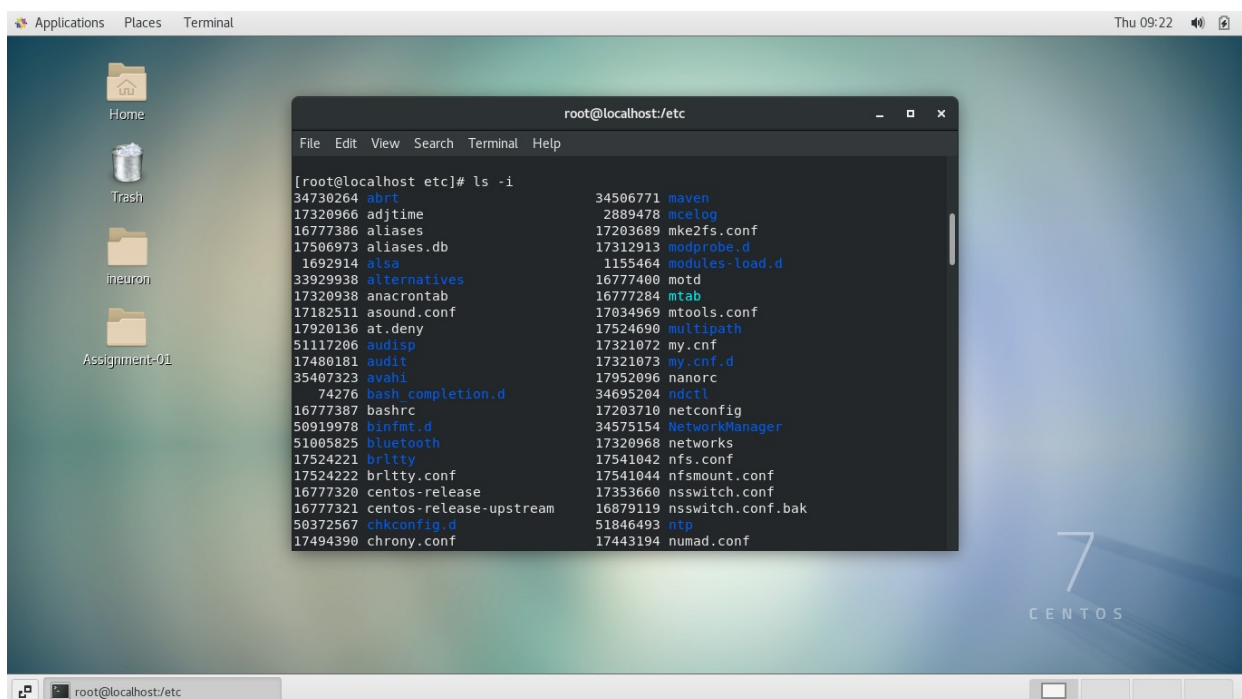 Applications Places Terminal Thu 09:22
Home
Trash
ineuron
Assignment-01
root@localhost:/etc
File Edit View Search Terminal Help
[root@localhost etc]# ls -i
34730264 abrt 34506771 maven
17320966 adjtime 2889478 mcelog
16777386 aliases 17203689 mke2fs.conf
17506973 aliases.db 17312913 modprobe.d
1692914 alsa 1155464 modules-load.d
33929938 alternatives 16777400 motd
17320938 anacrontab 16777284 mtab
17182511 asound.conf 17034969 mtools.conf
17920136 at.deny 17524690 multipath
51117206 audisp 17321072 my.cnf
17480181 audit 17321073 my.cnf.d
35407323 avahi 17952096 nanorc
74276 bash_completion.d 34695204 ndctl
16777387 bashrc 17203710 netconfig
50919978 binfmt.d 34575154 NetworkManager
51005825 bluetooth 17320968 networks
17524221 brltty 17541042 nfs.conf
17524222 brltty.conf 17541044 nfsmount.conf
16777320 centos-release 17353660 nsswitch.conf
16777321 centos-release-upstream 16879119 nsswitch.conf.bak
50372567 chkconfig.d 51846493 ntp
17494390 chrony.conf 17443194 numad.conf
7
CENTOS
root@localhost:/etc